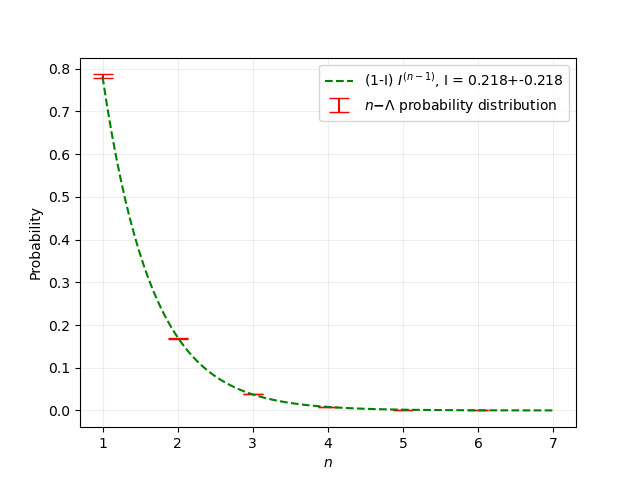 0.8
0.7
0.6
0.5
0.4
0.3
0.2
0.1
0.0
Probability
(1-I) I^{(n−1)}, I = 0.218+-0.218
n−Λ probability distribution
1 2 3 4 5 6 7
n